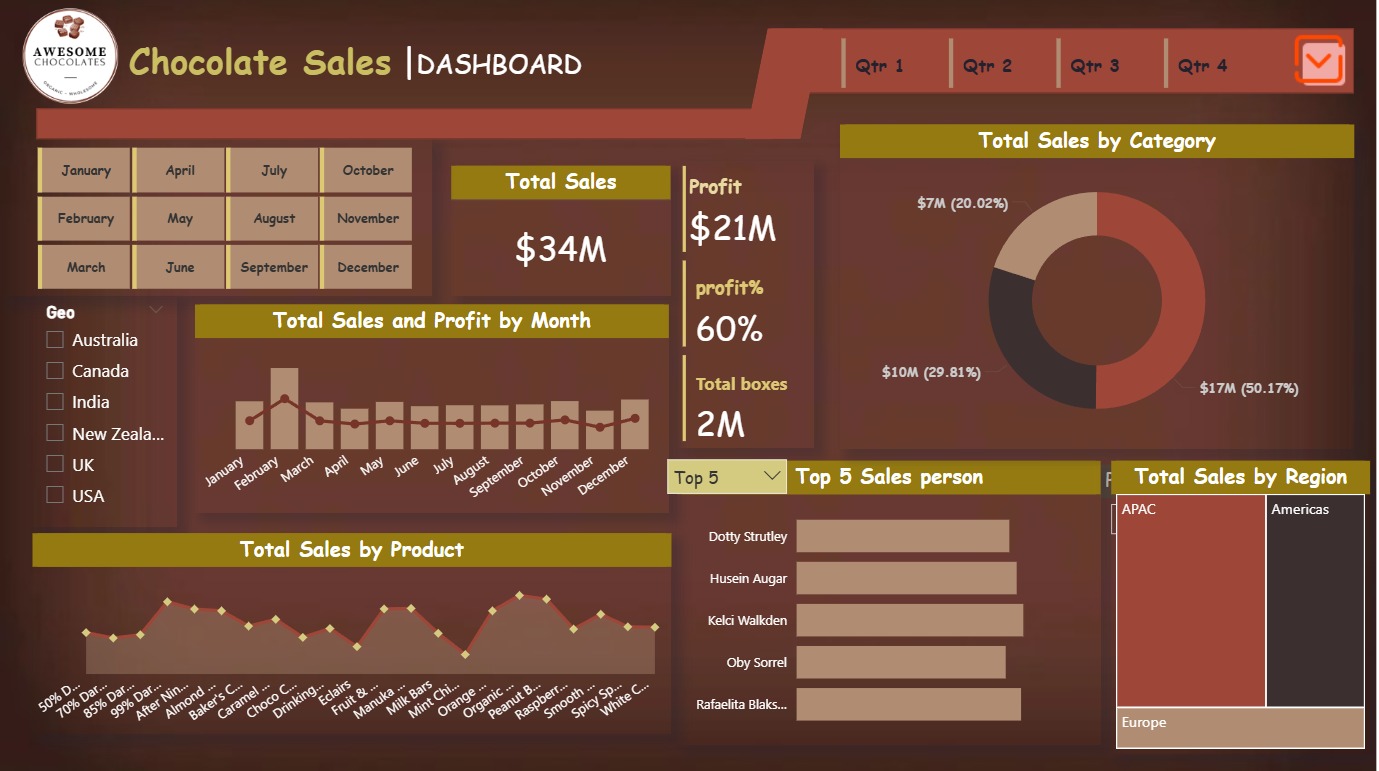 AWESOME
CHOCOLATES
ORGANIC - WHOLESOME
Chocolate Sales | DASHBOARD
Qtr 1
Qtr 2
Qtr 3
Qtr 4
January
April
July
October
February
May
August
November
March
June
September
December
Total Sales
$34M
Profit
$21M
profit%
60%
Total boxes
2M
Total Sales by Category
$7M (20.02%)
$10M (29.81%)
$17M (50.17%)
Geo
Australia
Canada
India
New Zeala...
UK
USA
Total Sales and Profit by Month
January
February
March
April
May
June
July
August
September
October
November
December
Top 5
Top 5 Sales person
Dotty Strutley
Husein Augar
Kelci Walkden
Oby Sorrel
Rafaelita Blaks...
Total Sales by Region
APAC
Americas
Europe
Total Sales by Product
50% D...
70% Dar...
85% Dar...
99% Dar...
After Nin...
Almond ...
Baker's C...
Caramel ...
Choco C...
Drinking...
Eclairs
Fruit & ...
Manuka ...
Milk Bars
Mint Chi...
Orange ...
Organic ...
Peanut B...
Raspberr...
Smooth ...
Spicy Sp...
White C...